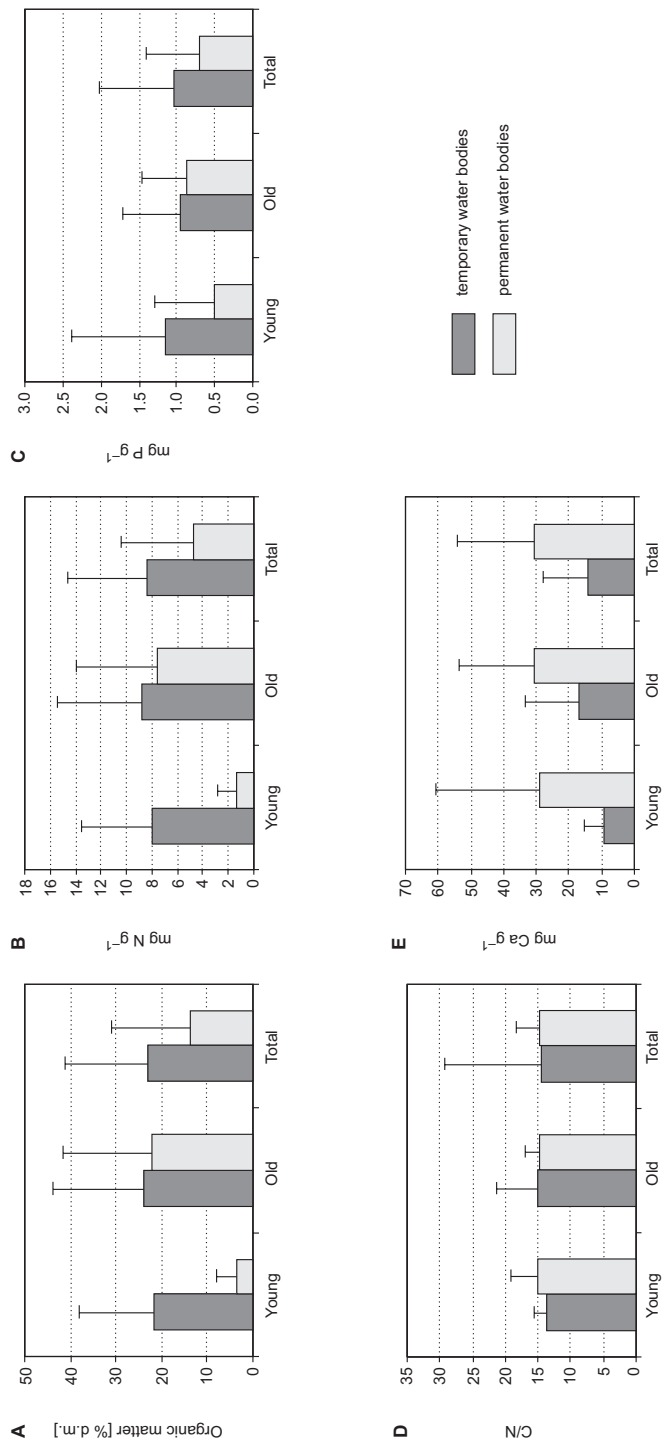 A
Organic matter [% d.m.]
50
40
30
20
10
0
Young
Old
Total
B
mg N g⁻¹
18
16
14
12
10
8
6
4
2
0
Young
Old
Total
C
mg P g⁻¹
3.0
2.5
2.0
1.5
1.0
0.5
0.0
Young
Old
Total
D
C/N
35
30
25
20
15
10
5
0
Young
Old
Total
E
mg Ca g⁻¹
70
60
50
40
30
20
10
0
Young
Old
Total
temporary water bodies
permanent water bodies